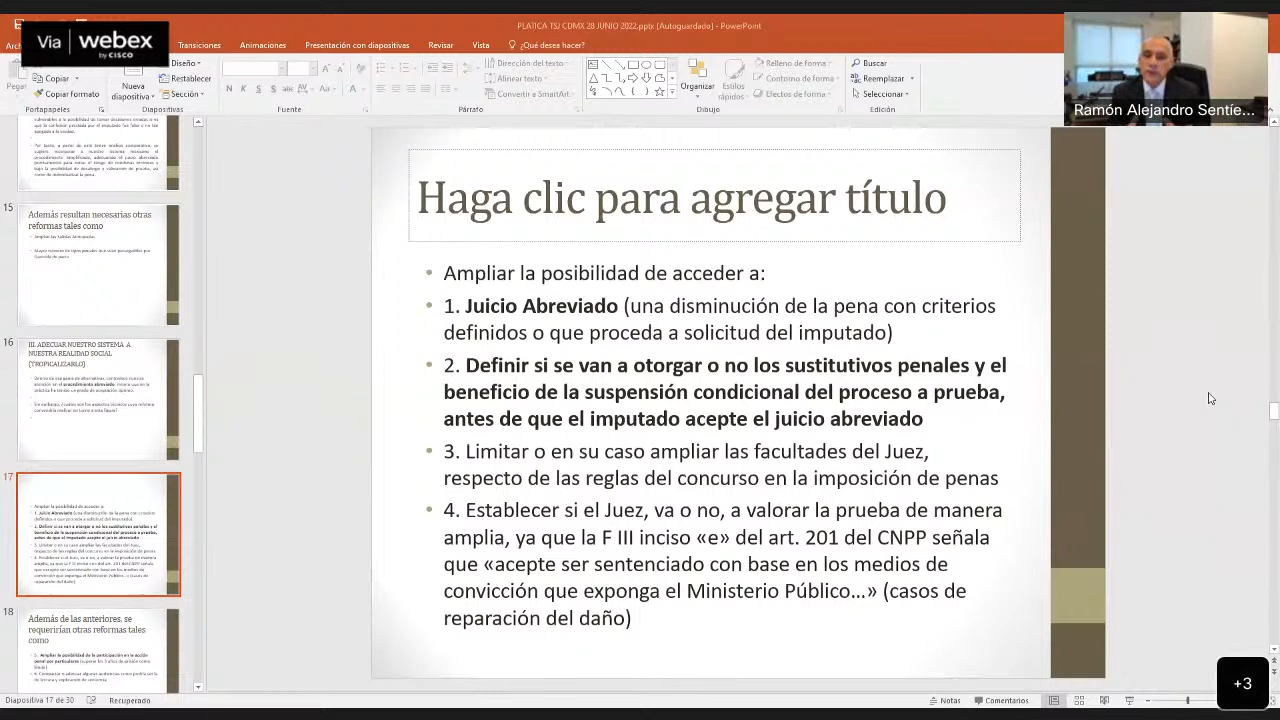 PLATICA TSJ CDMX 28 JUNIO 2022.pptx [Autoguardado] - PowerPoint
Via webex
by CISCO
Transiciones Animaciones Presentación con diapositivas Revisar Vista ¿Qué desea hacer?
Copiar
Copiar formato
Portapapeles
Nueva
diapositiva
Diseño
Restablecer
Sección
Diapositivas
N K S
Fuente
Párrafo
Dirección del texto
Alinear texto
Convertir a SmartArt
Organizar
Estilos
rápidos
Relleno de forma
Contorno de forma
Efectos de forma
Dibujo
Buscar
Reemplazar
Seleccionar
Edición
Ramón Alejandro Sentíe...
15
Además resultan necesarias otras
reformas tales como
16
III. ADECUAR NUESTRO SISTEMA A
NUESTRA REALIDAD SOCIAL
(TROPICALIZARLO)
17
18
Además de las anteriores, se
requerirían otras reformas tales
como
Haga clic para agregar título
• Ampliar la posibilidad de acceder a:
• 1. Juicio Abreviado (una disminución de la pena con criterios
definidos o que proceda a solicitud del imputado)
• 2. Definir si se van a otorgar o no los sustitutivos penales y el
beneficio de la suspensión condicional del proceso a prueba,
antes de que el imputado acepte el juicio abreviado
• 3. Limitar o en su caso ampliar las facultades del Juez,
respecto de las reglas del concurso en la imposición de penas
• 4. Establecer si el Juez, va o no, a valorar la prueba de manera
amplia, ya que la F III inciso «e» del art. 201 del CNPP señala
que «acepte ser sentenciado con base en los medios de
convicción que exponga el Ministerio Público...» (casos de
reparación del daño)
Diapositiva 17 de 30 Recuperado
Notas Comentarios
+3